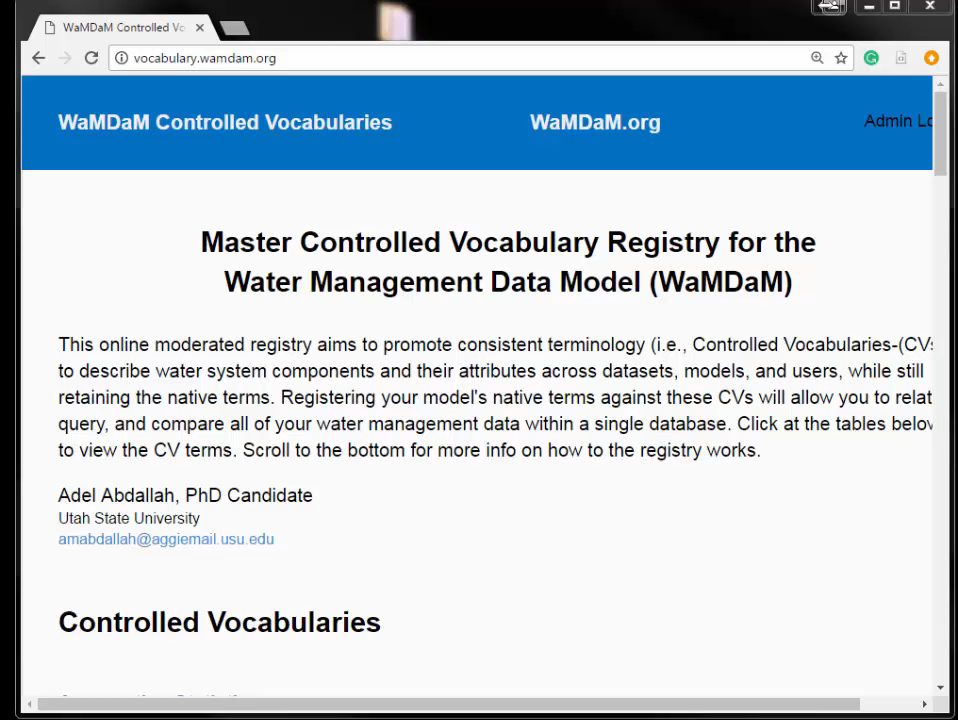 WaMDaM Controlled Vo
vocabulary.wamdam.org
WaMDaM Controlled Vocabularies WaMDaM.org Admin Lo
Master Controlled Vocabulary Registry for the
Water Management Data Model (WaMDaM)
This online moderated registry aims to promote consistent terminology (i.e., Controlled Vocabularies-(CVs
to describe water system components and their attributes across datasets, models, and users, while still
retaining the native terms. Registering your model's native terms against these CVs will allow you to relat
query, and compare all of your water management data within a single database. Click at the tables below
to view the CV terms. Scroll to the bottom for more info on how to the registry works.
Adel Abdallah, PhD Candidate
Utah State University
amabdallah@aggiemail.usu.edu
Controlled Vocabularies